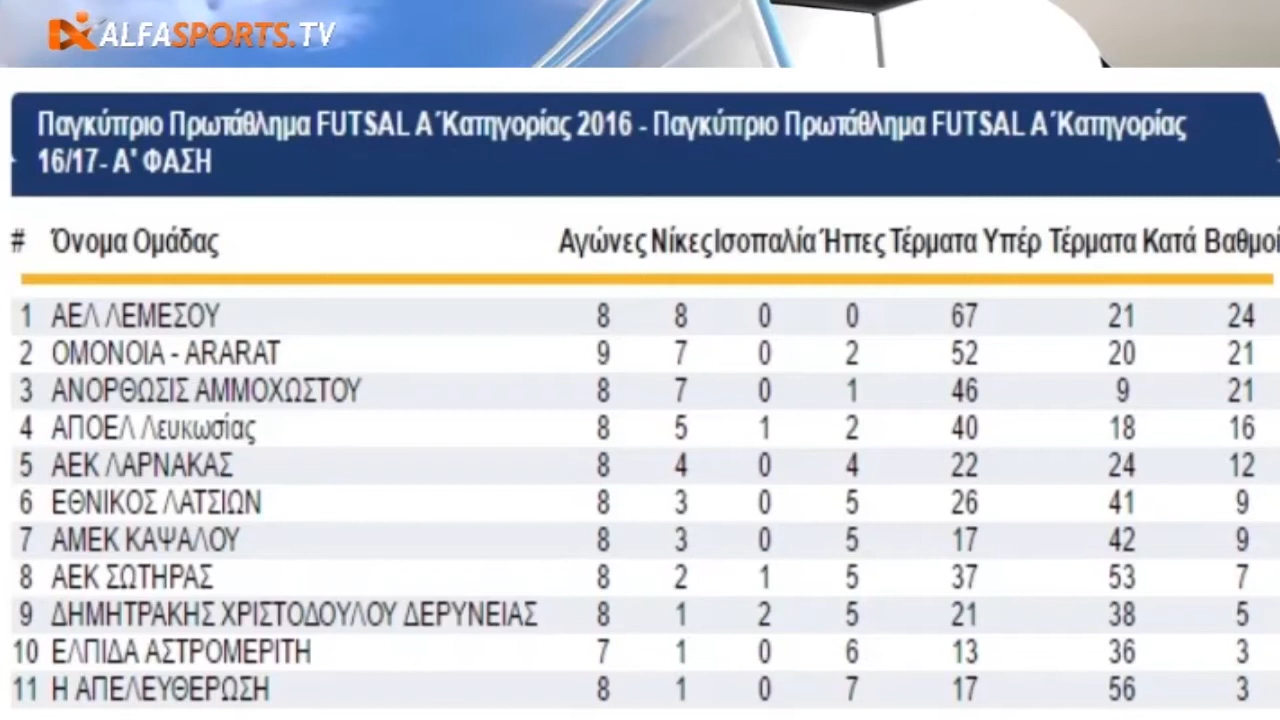 ALFASPORTS.TV
Παγκύπριο Πρωτάθλημα FUTSAL Α΄Κατηγορίας 2016 - Παγκύπριο Πρωτάθλημα FUTSAL Α΄Κατηγορίας
16/17- Α' ΦΑΣΗ
# Όνομα Ομάδας Αγώνες Νίκες Ισοπαλία Ήττες Τέρματα Υπέρ Τέρματα Κατά Βαθμοί
1 ΑΕΛ ΛΕΜΕΣΟΥ 8 8 0 0 67 21 24
2 ΟΜΟΝΟΙΑ - ARARAT 9 7 0 2 52 20 21
3 ΑΝΟΡΘΩΣΙΣ ΑΜΜΟΧΩΣΤΟΥ 8 7 0 1 46 9 21
4 ΑΠΟΕΛ Λευκωσίας 8 5 1 2 40 18 16
5 ΑΕΚ ΛΑΡΝΑΚΑΣ 8 4 0 4 22 24 12
6 ΕΘΝΙΚΟΣ ΛΑΤΣΙΩΝ 8 3 0 5 26 41 9
7 ΑΜΕΚ ΚΑΨΑΛΟΥ 8 3 0 5 17 42 9
8 ΑΕΚ ΣΩΤΗΡΑΣ 8 2 1 5 37 53 7
9 ΔΗΜΗΤΡΑΚΗΣ ΧΡΙΣΤΟΔΟΥΛΟΥ ΔΕΡΥΝΕΙΑΣ 8 1 2 5 21 38 5
10 ΕΛΠΙΔΑ ΑΣΤΡΟΜΕΡΙΤΗ 7 1 0 6 13 36 3
11 Η ΑΠΕΛΕΥΘΕΡΩΣΗ 8 1 0 7 17 56 3